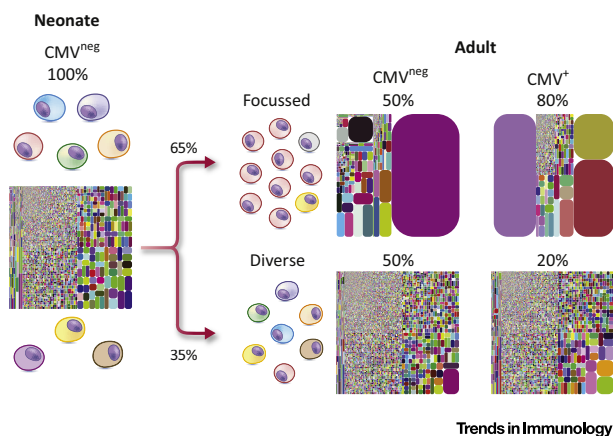 Neonate
CMVneg
100%
65%
35%
Adult
Focussed
CMVneg
50%
CMV+
80%
Diverse
50%
20%
Trends in Immunology